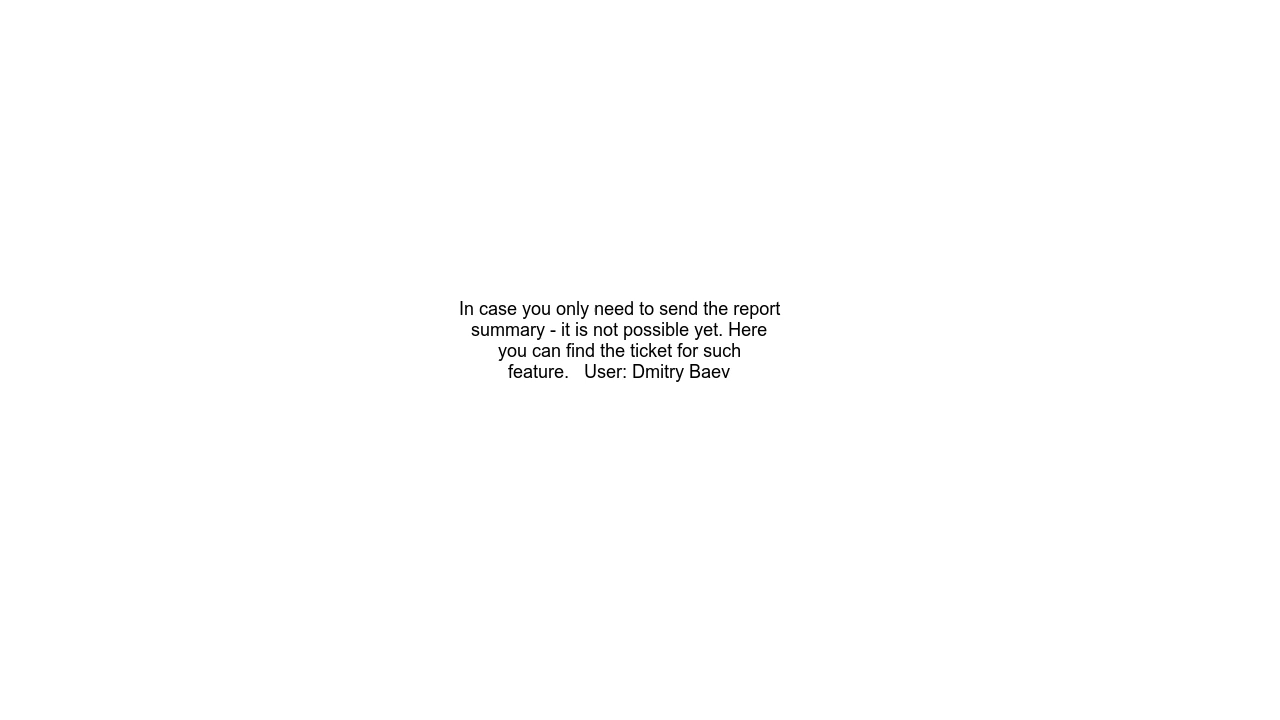 In case you only need to send the report
summary - it is not possible yet. Here
you can find the ticket for such
feature.   User: Dmitry Baev